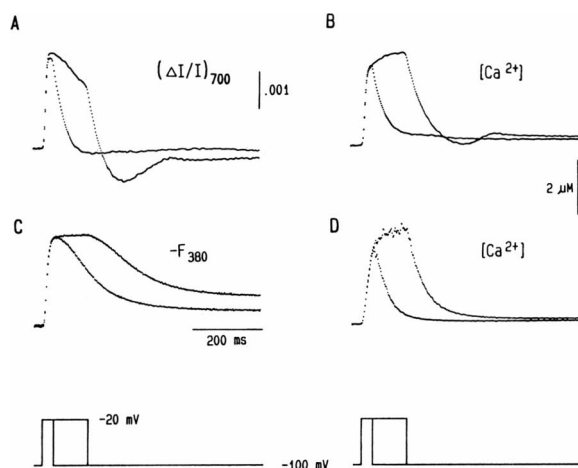 A
(ΔI/I)700
.001
B
[Ca2+]
2 μM
C
-F380
200 ms
D
[Ca2+]
-20 mV
-100 mV